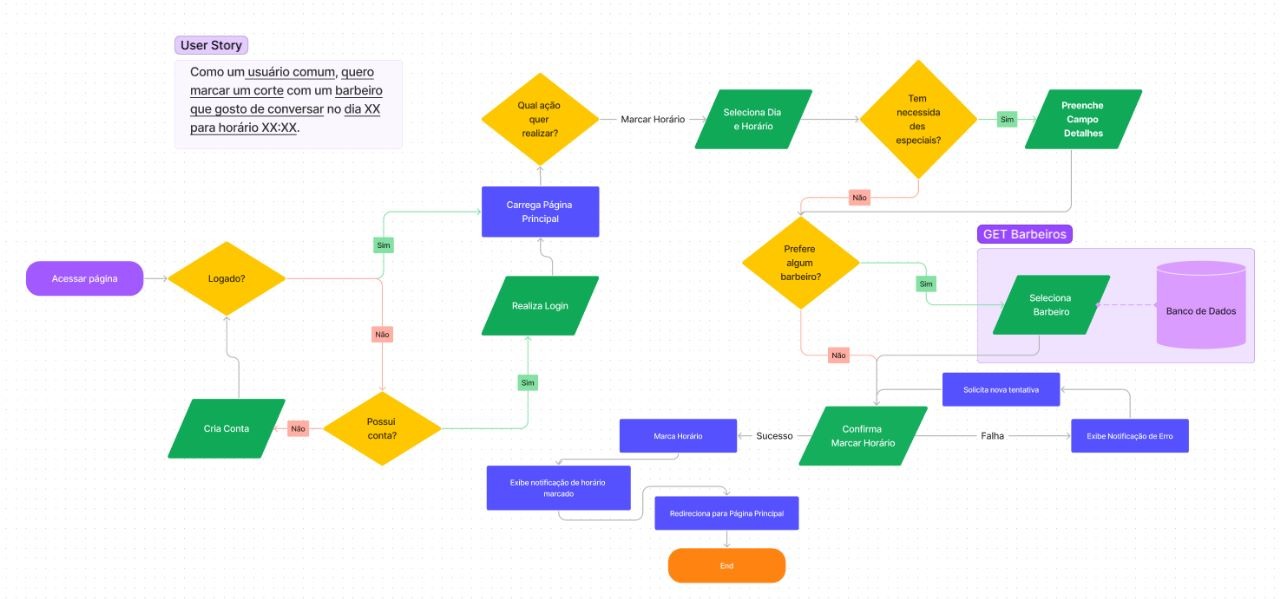 User Story
Como um usuário comum, quero
marcar um corte com um barbeiro
que gosto de conversar no dia XX
para horário XX:XX.
Acessar página
Logado?
Sim
Não
Possui
conta?
Não
Cria Conta
Sim
Realiza Login
Carrega Página
Principal
Qual ação
quer
realizar?
Marcar Horário
Seleciona Dia
e Horário
Tem
necessida
des
especiais?
Sim
Preenche
Campo
Detalhes
Não
Prefere
algum
barbeiro?
Sim
GET Barbeiros
Seleciona
Barbeiro
Banco de Dados
Não
Solicita nova tentativa
Confirma
Marcar Horário
Falha
Exibe Notificação de Erro
Sucesso
Marca Horário
Exibe notificação de horário
marcado
Redireciona para Página Principal
End